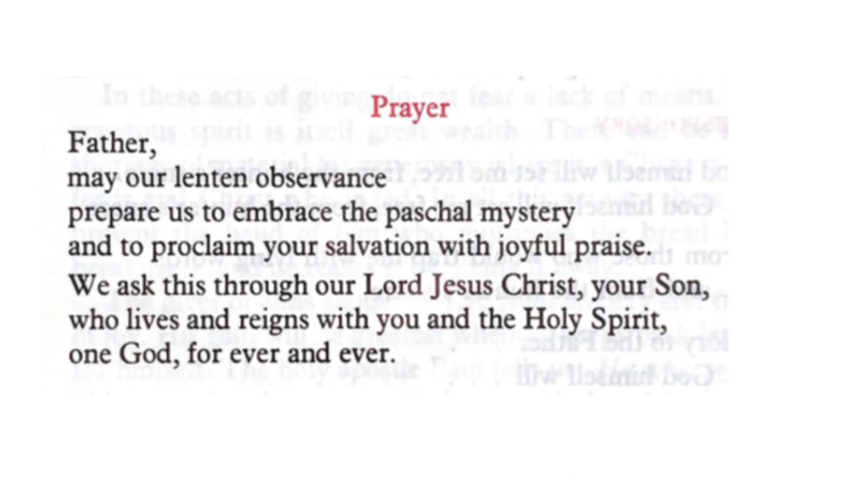 Prayer
Father,
may our lenten observance
prepare us to embrace the paschal mystery
and to proclaim your salvation with joyful praise.
We ask this through our Lord Jesus Christ, your Son,
who lives and reigns with you and the Holy Spirit,
one God, for ever and ever.